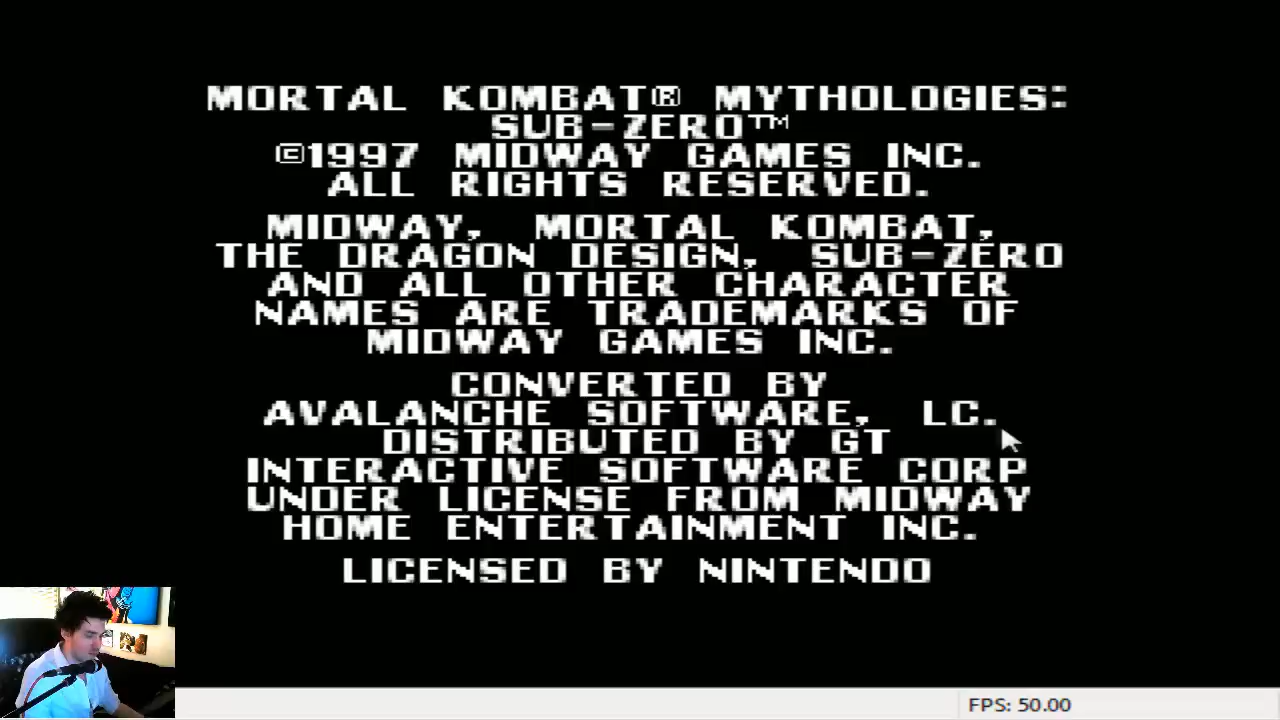 MORTAL KOMBAT® MYTHOLOGIES:
SUB-ZERO™
©1997 MIDWAY GAMES INC.
ALL RIGHTS RESERVED.
MIDWAY, MORTAL KOMBAT,
THE DRAGON DESIGN, SUB-ZERO
AND ALL OTHER CHARACTER
NAMES ARE TRADEMARKS OF
MIDWAY GAMES INC.
CONVERTED BY
AVALANCHE SOFTWARE, LC.
DISTRIBUTED BY GT
INTERACTIVE SOFTWARE CORP
UNDER LICENSE FROM MIDWAY
HOME ENTERTAINMENT INC.
LICENSED BY NINTENDO
FPS: 50.00